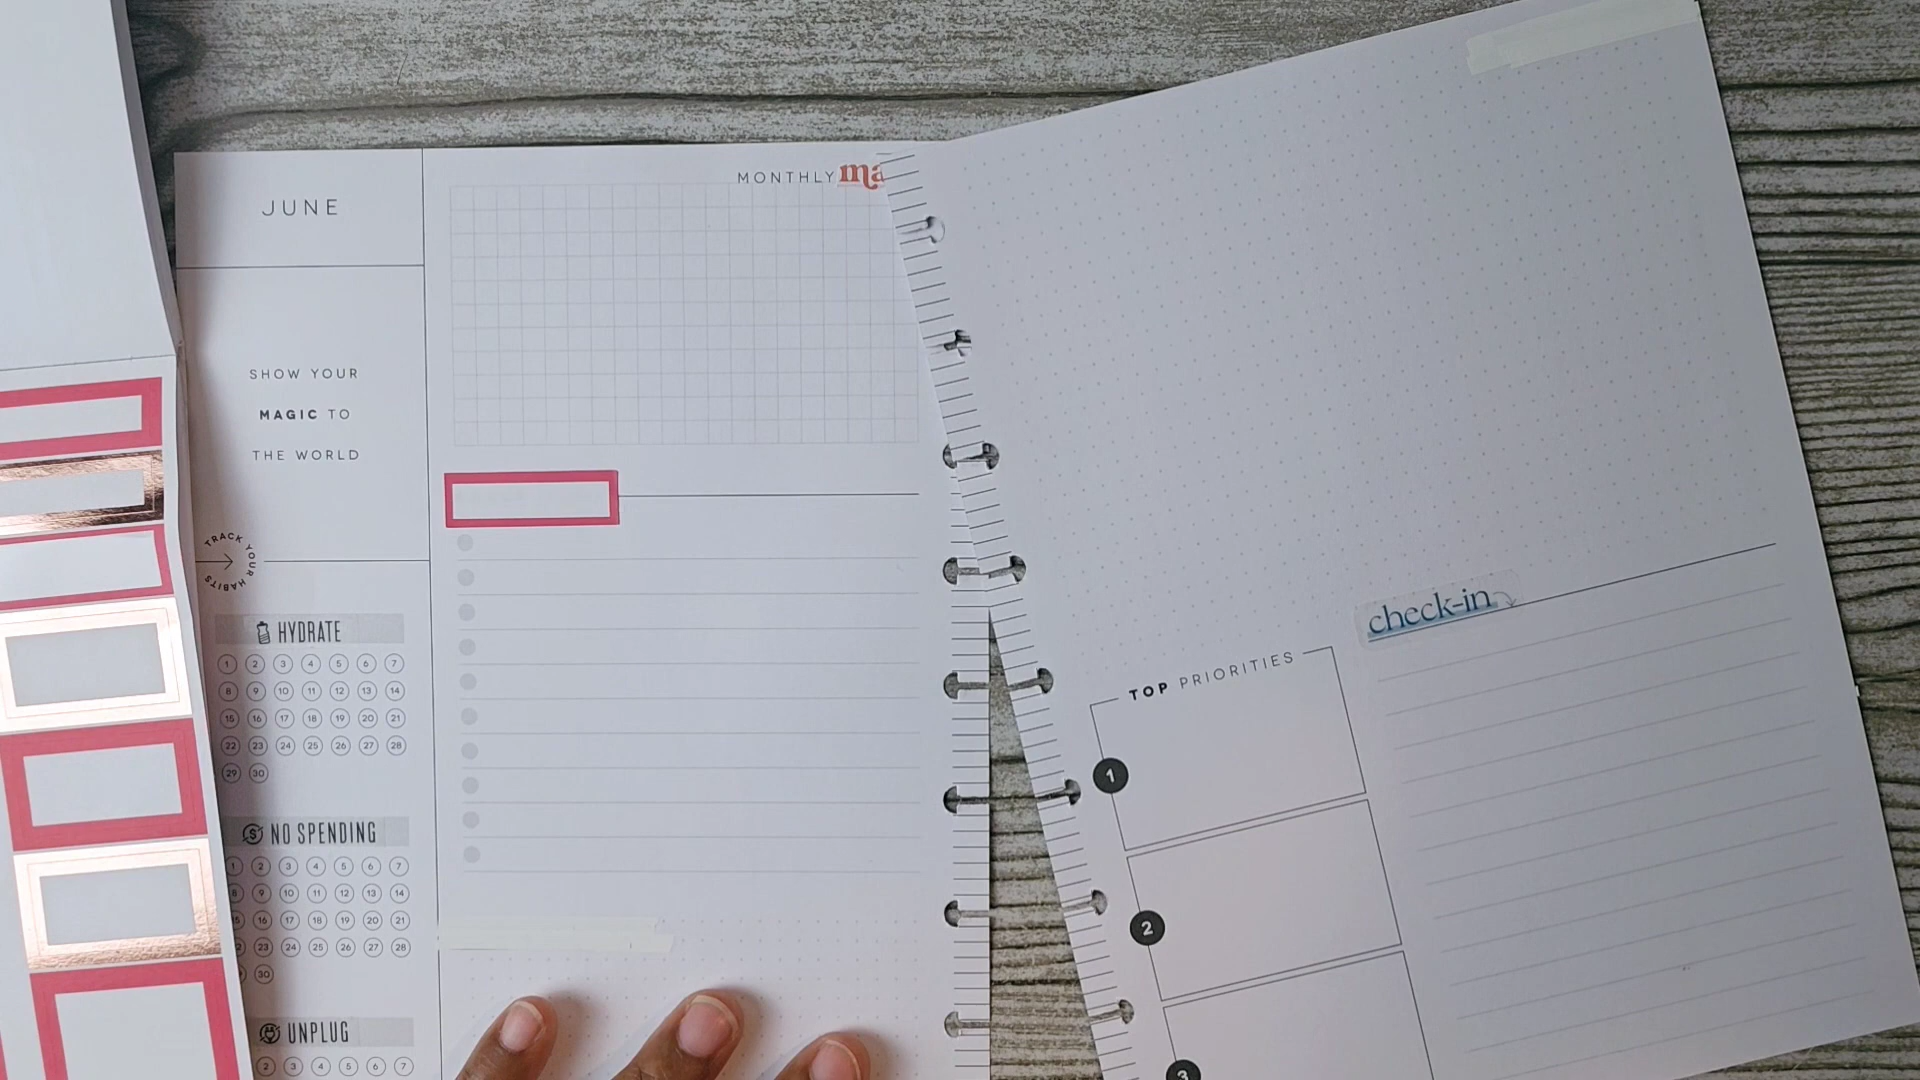 JUNE
MONTHLY ma
SHOW YOUR
MAGIC TO
THE WORLD
TRACK YOUR HABITS
HYDRATE
1 2 3 4 5 6 7
8 9 10 11 12 13 14
15 16 17 18 19 20 21
22 23 24 25 26 27 28
29 30
NO SPENDING
1 2 3 4 5 6 7
8 9 10 11 12 13 14
15 16 17 18 19 20 21
2 23 24 25 26 27 28
30
UNPLUG
2 3 4 5 6 7
check-in
TOP PRIORITIES
1
2
3